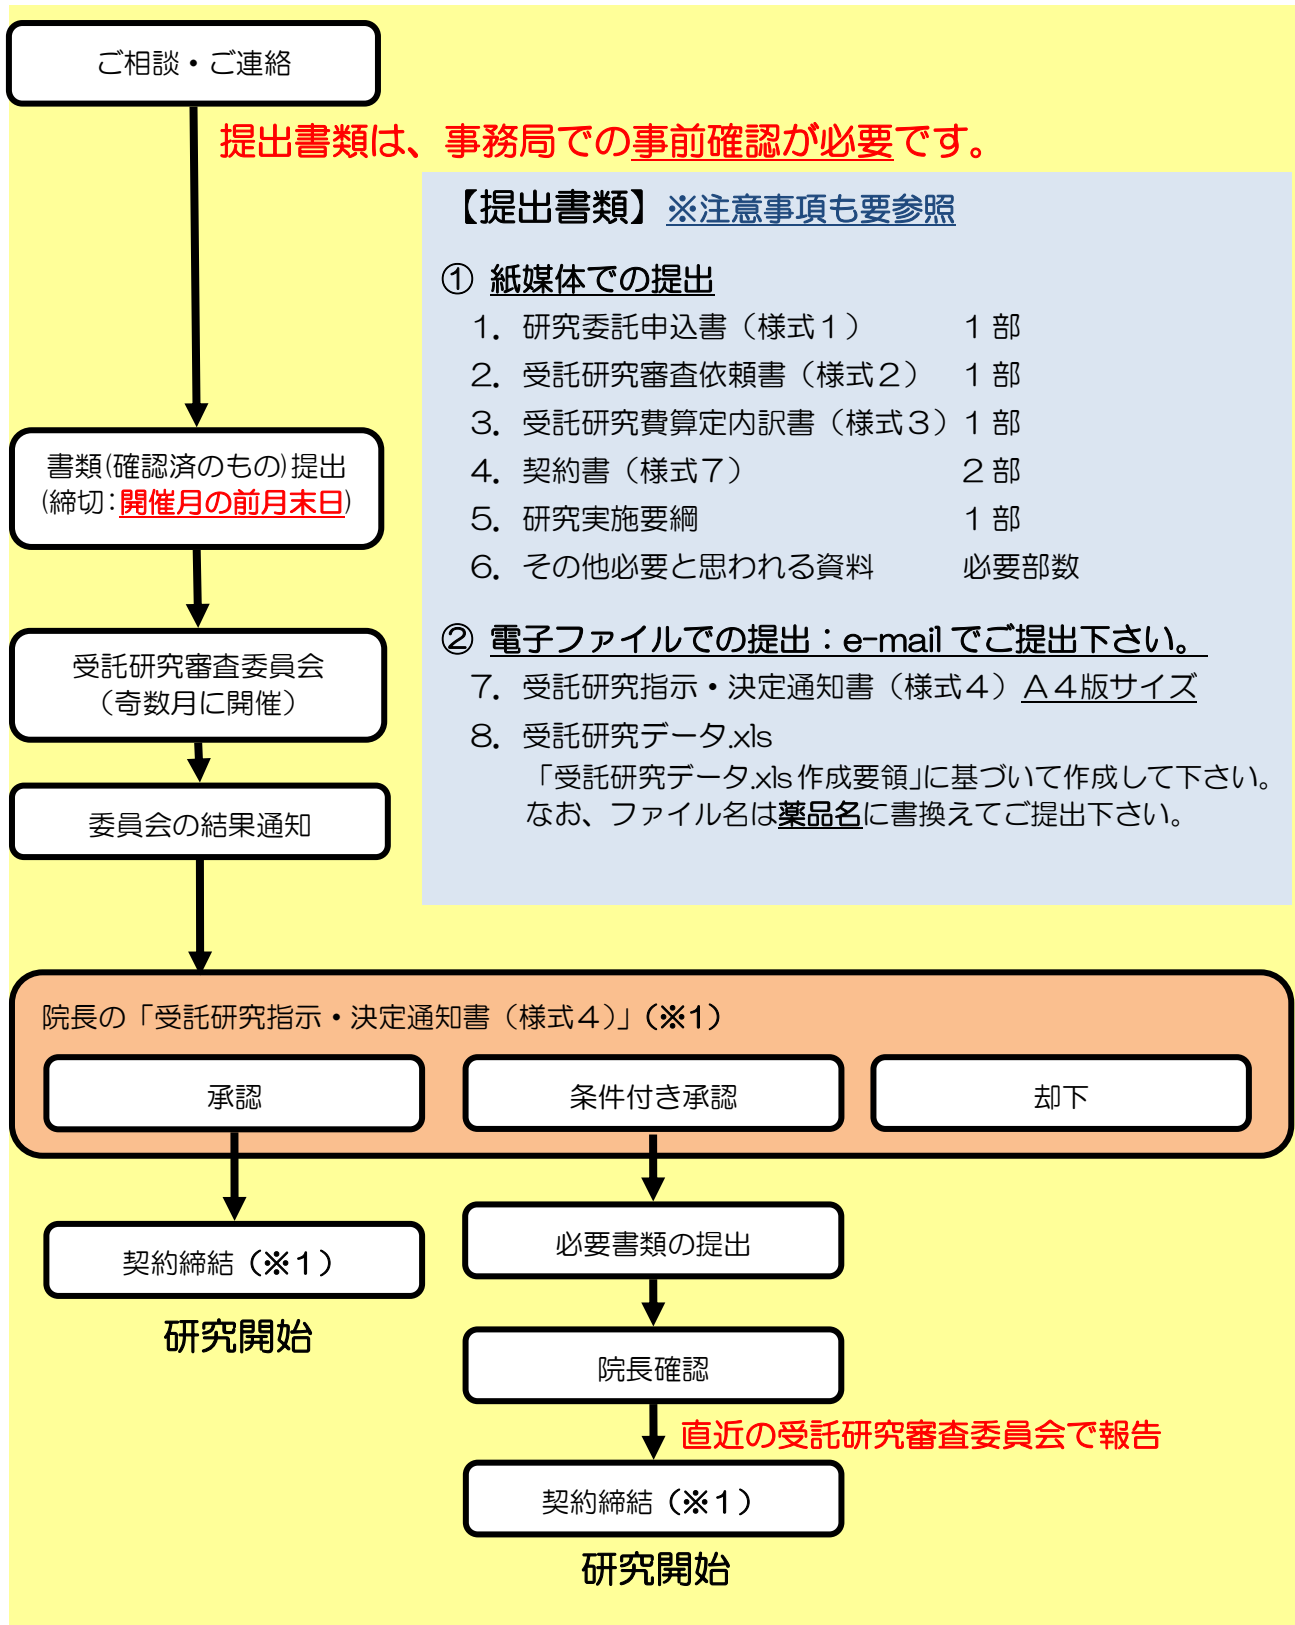 ご相談・ご連絡
提出書類は、事務局での事前確認が必要です。
【提出書類】※注意事項も要参照
① 紙媒体での提出
1．研究委託申込書（様式１） 1 部
2．受託研究審査依頼書（様式２） 1 部
3．受託研究費算定内訳書（様式３）1 部
4．契約書（様式７） 2 部
5．研究実施要綱 1 部
6．その他必要と思われる資料 必要部数
② 電子ファイルでの提出：e-mail でご提出下さい。
7．受託研究指示・決定通知書（様式４）Ａ４版サイズ
8．受託研究データ.xls
「受託研究データ.xls 作成要領」に基づいて作成して下さい。
なお、ファイル名は薬品名に書換えてご提出下さい。
書類(確認済のもの)提出
(締切：開催月の前月末日)
受託研究審査委員会
（奇数月に開催）
委員会の結果通知
院長の「受託研究指示・決定通知書（様式４）」（※1）
承認
条件付き承認
却下
契約締結（※１）
研究開始
必要書類の提出
院長確認
直近の受託研究審査委員会で報告
契約締結（※１）
研究開始